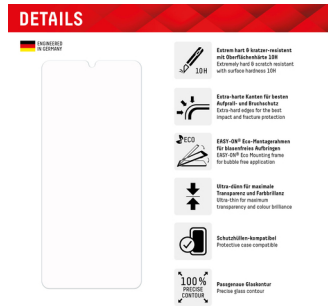 DETAILS
ENGINEERED
IN GERMANY
10H
Extrem hart & kratzer-resistent
mit Oberflächenhärte 10H
Extremely hard & scratch resistant
with surface hardness 10H
Extra-harte Kanten für besten
Aufprall- und Bruchschutz
Extra-hard edges for the best
impact and fracture protection
ECO
EASY-ON® Eco-Montagerahmen
für blasenfreies Aufbringen
EASY-ON® Eco Mounting frame
for bubble free application
Ultra-dünn für maximale
Transparenz und Farbbrillanz
Ultra-thin for maximum
transparency and colour brilliance
Schutzhüllen-kompatibel
Protective case compatible
100 %
PRECISE
CONTOUR
Passgenaue Glaskontur
Precise glass contour